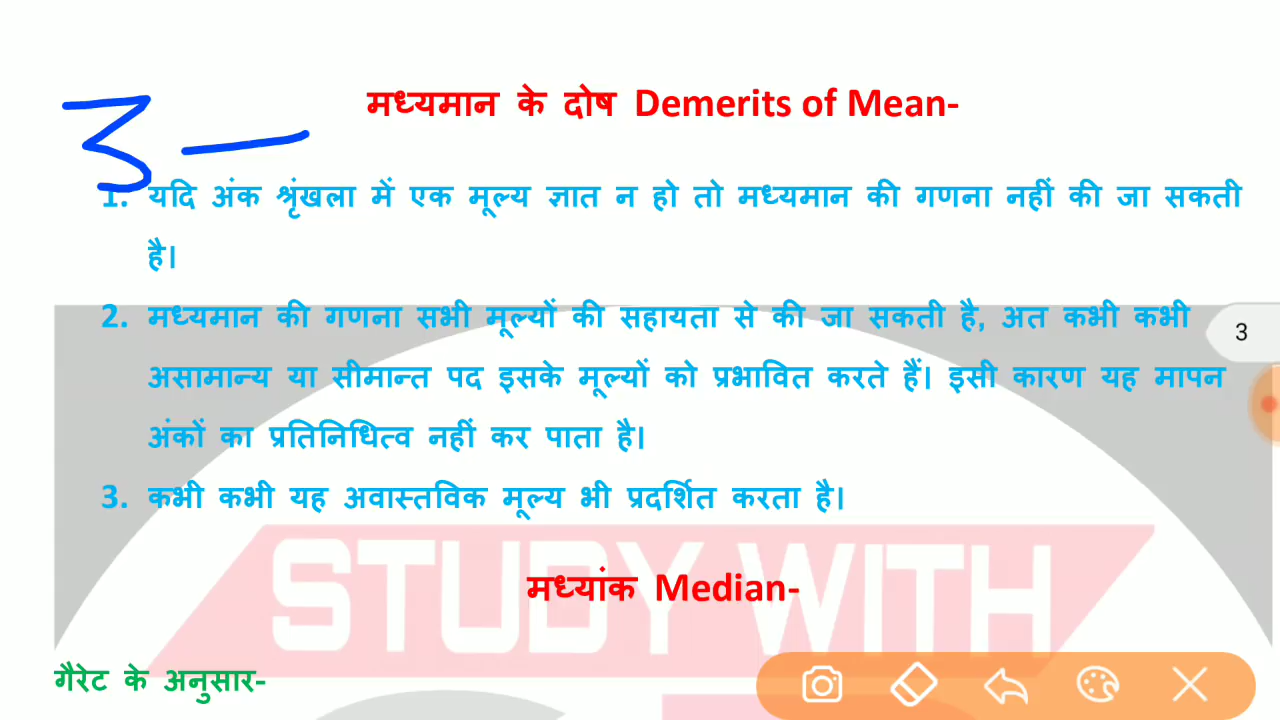 3 —
मध्यमान के दोष Demerits of Mean-
1. यदि अंक श्रृंखला में एक मूल्य ज्ञात न हो तो मध्यमान की गणना नहीं की जा सकती
है।
2. मध्यमान की गणना सभी मूल्यों की सहायता से की जा सकती है, अत कभी कभी
3
असामान्य या सीमान्त पद इसके मूल्यों को प्रभावित करते हैं। इसी कारण यह मापन
अंकों का प्रतिनिधित्व नहीं कर पाता है।
3. कभी कभी यह अवास्तविक मूल्य भी प्रदर्शित करता है।
STUDY WITH
मध्यांक Median-
गैरेट के अनुसार-